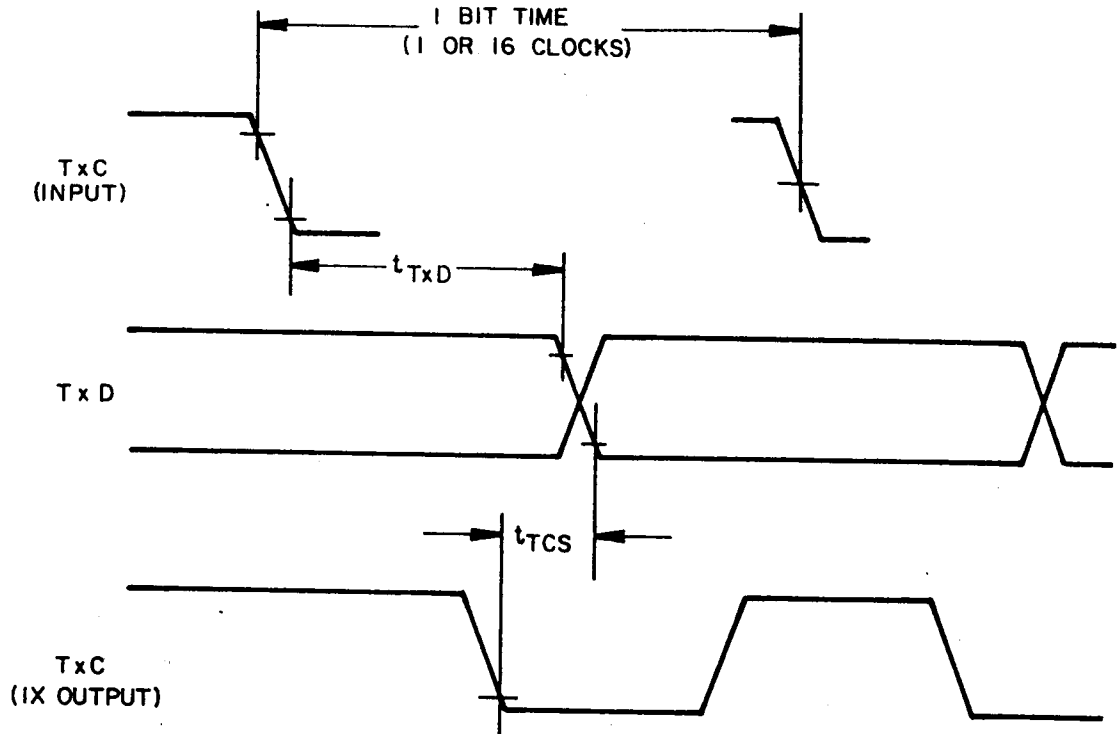 1 BIT TIME
(1 OR 16 CLOCKS)
TxC
(INPUT)
tTxD
TxD
tTCS
TxC
(1X OUTPUT)